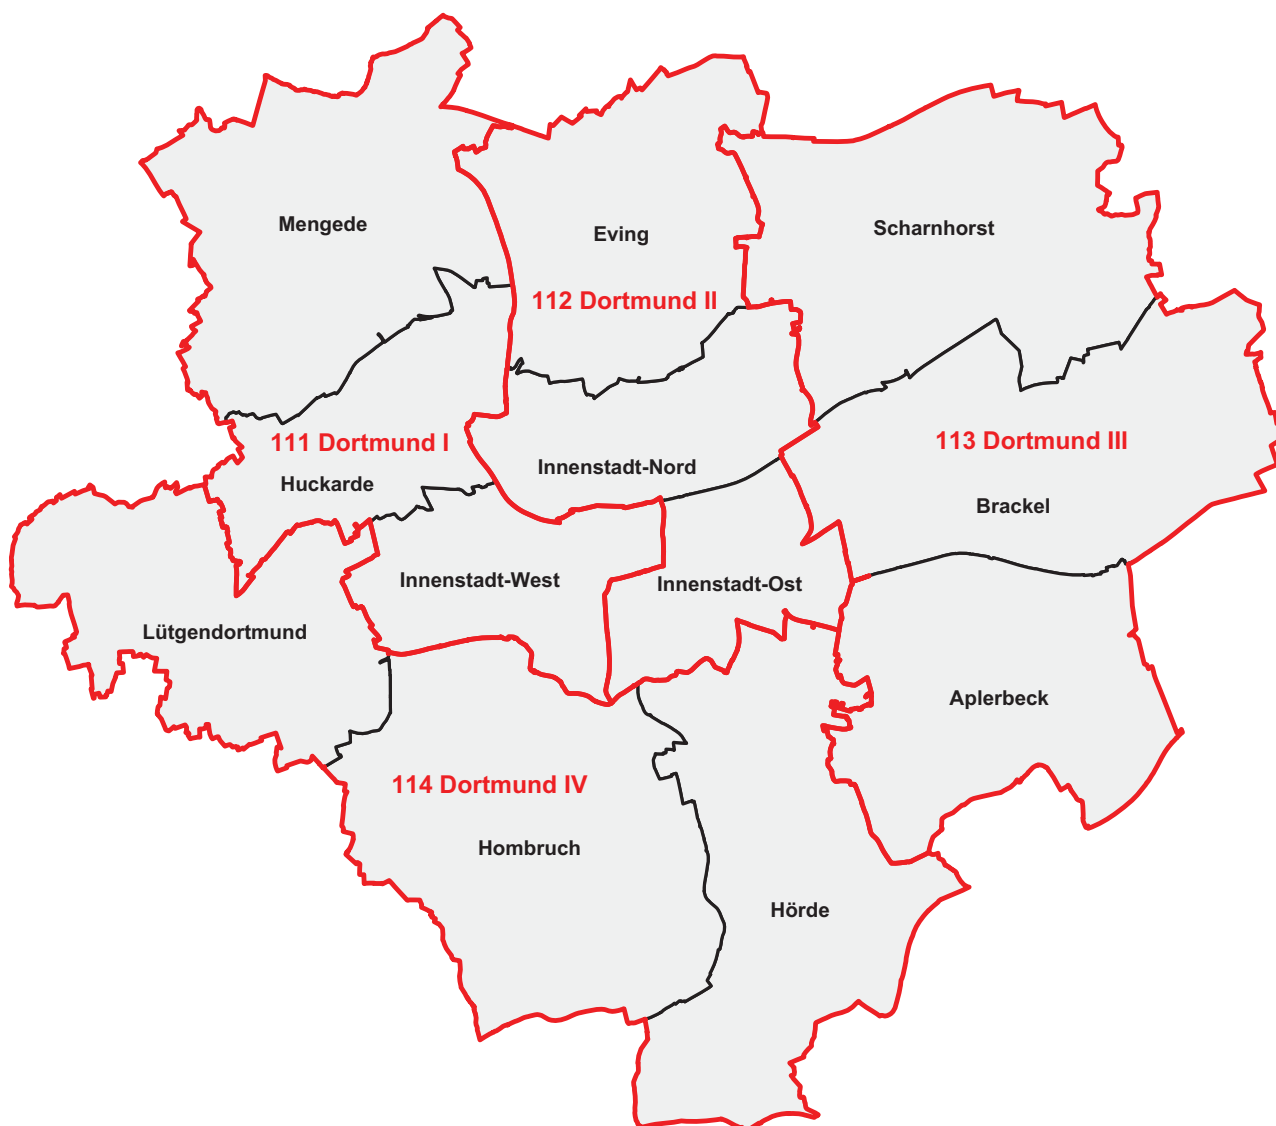 Mengede
Eving
Scharnhorst
112 Dortmund II
111 Dortmund I
113 Dortmund III
Innenstadt-Nord
Huckarde
Brackel
Innenstadt-West
Innenstadt-Ost
Lütgendortmund
Aplerbeck
114 Dortmund IV
Hombruch
Hörde